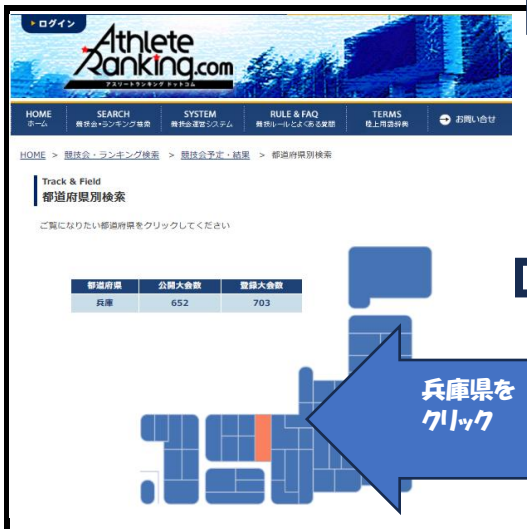 ログイン
Athlete
Ranking.com
アスリートランキング ドットコム
HOME SEARCH SYSTEM RULE & FAQ TERMS
ホーム 競技会・ランキング検索 競技会運営システム 競技ルールとよくある質問 陸上用語辞典 お問い合せ
HOME > 競技会・ランキング検索 > 競技会予定・結果 > 都道府県別検索
Track & Field
都道府県別検索
ご覧になりたい都道府県をクリックしてください
都道府県 公開大会数 登録大会数
兵庫 652 703
兵庫県を
クリック